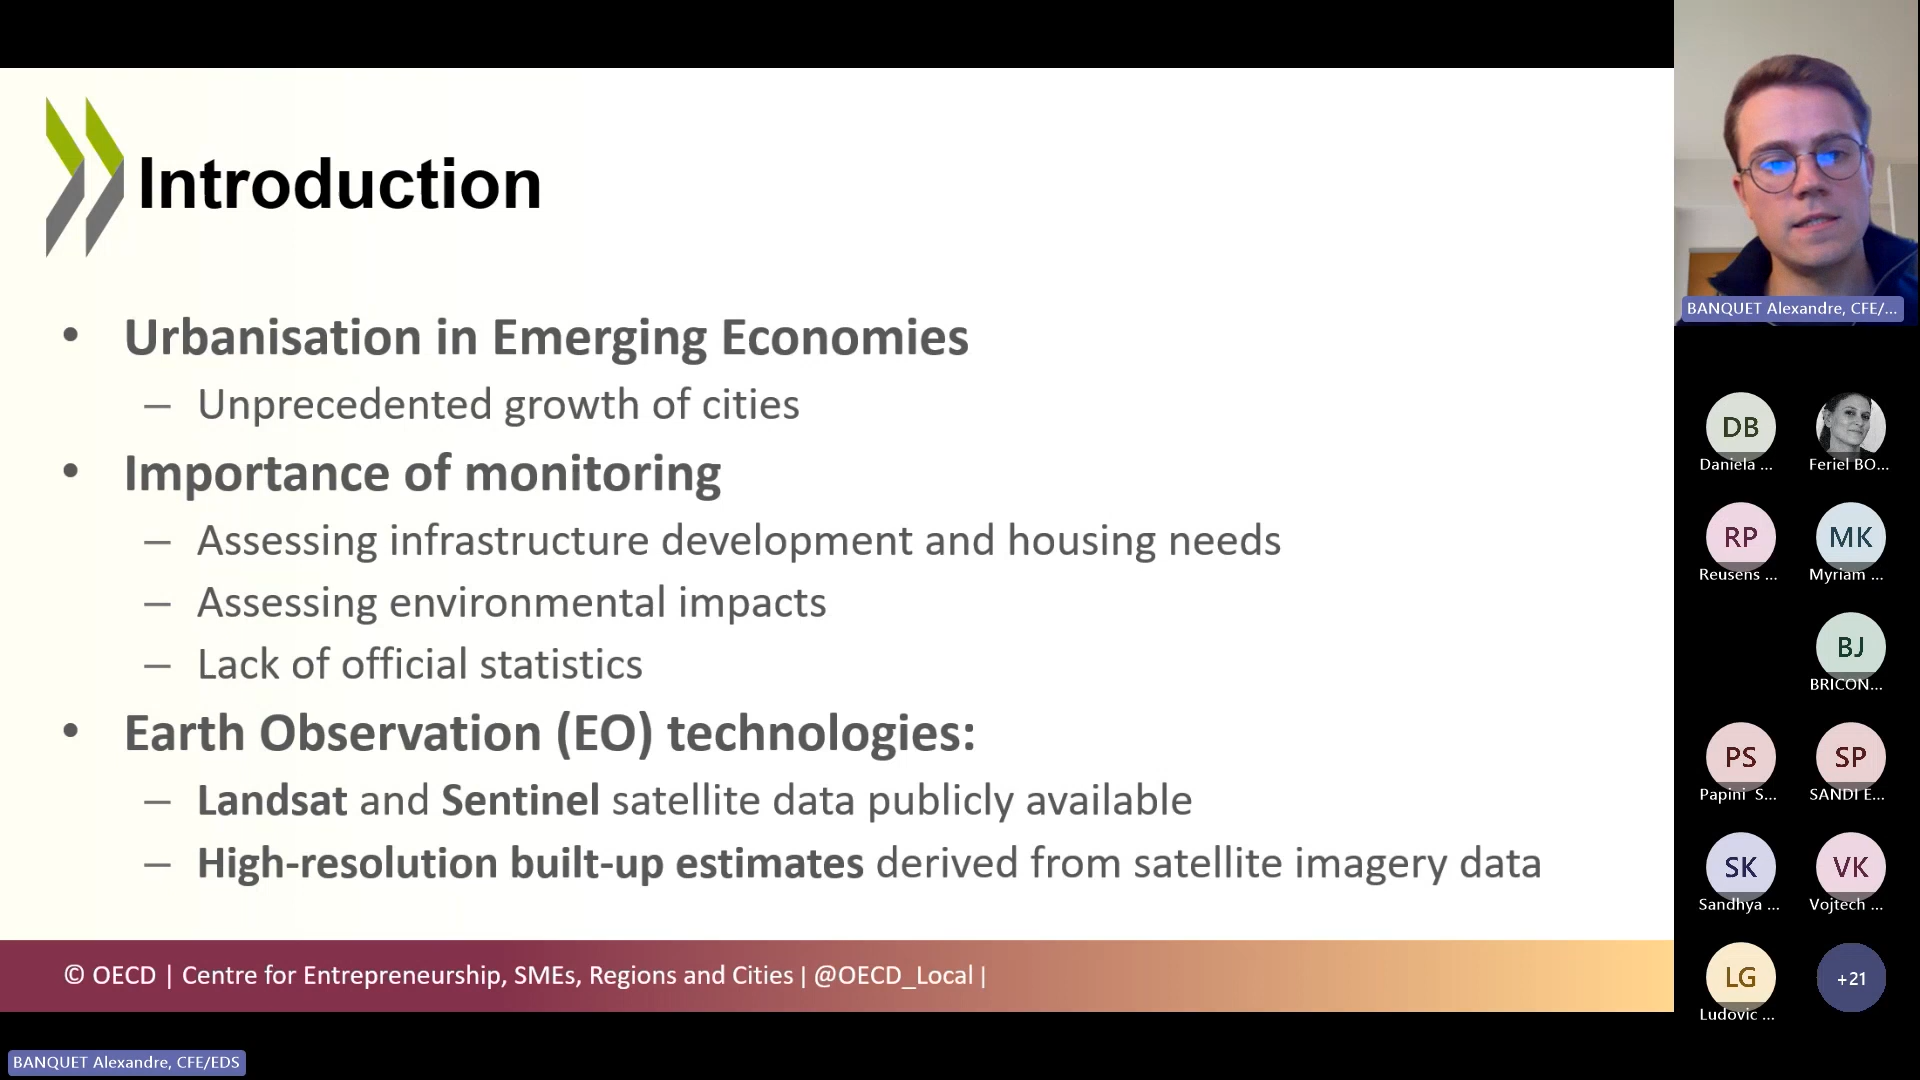 Introduction
• Urbanisation in Emerging Economies
– Unprecedented growth of cities
• Importance of monitoring
– Assessing infrastructure development and housing needs
– Assessing environmental impacts
– Lack of official statistics
• Earth Observation (EO) technologies:
– Landsat and Sentinel satellite data publicly available
– High-resolution built-up estimates derived from satellite imagery data
© OECD | Centre for Entrepreneurship, SMEs, Regions and Cities | @OECD_Local |
BANQUET Alexandre, CFE/EDS
BANQUET Alexandre, CFE/...
DB
Daniela ...
Feriel BO...
RP
Reusens ...
MK
Myriam ...
BJ
BRICON...
PS
Papini S...
SP
SANDI E...
SK
Sandhya ...
VK
Vojtech ...
LG
Ludovic ...
+21